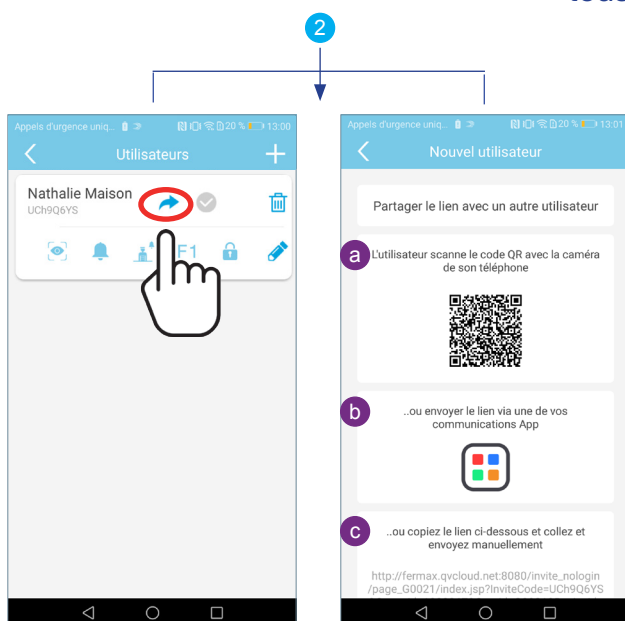 2
Appels d'urgence uniq... 20 % 13:00
Utilisateurs
Nathalie Maison
UCh9Q6YS
F1
Appels d'urgence uniq... 20 % 13:01
Nouvel utilisateur
Partager le lien avec un autre utilisateur
a
L'utilisateur scanne le code QR avec la caméra
de son téléphone
b
..ou envoyer le lien via une de vos
communications App
c
..ou copiez le lien ci-dessous et collez et
envoyez manuellement
http://fermax.qvcloud.net:8080/invite_nologin
/page_G0021/index.jsp?InviteCode=UCh9Q6YS